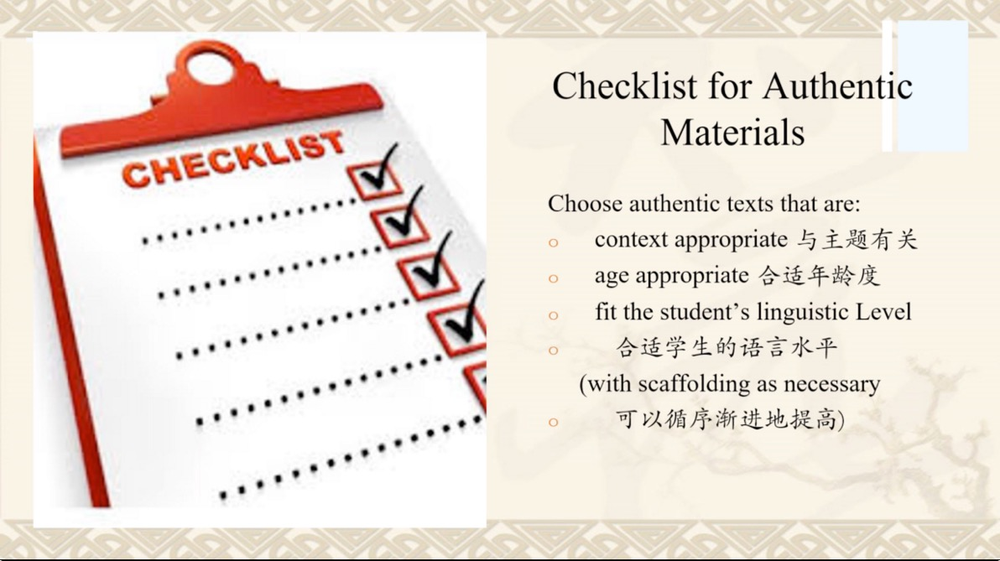 CHECKLIST
Checklist for Authentic
Materials
Choose authentic texts that are:
context appropriate 与主题有关
age appropriate 合适年龄度
fit the student’s linguistic Level
合适学生的语言水平
(with scaffolding as necessary
可以循序渐进地提高)